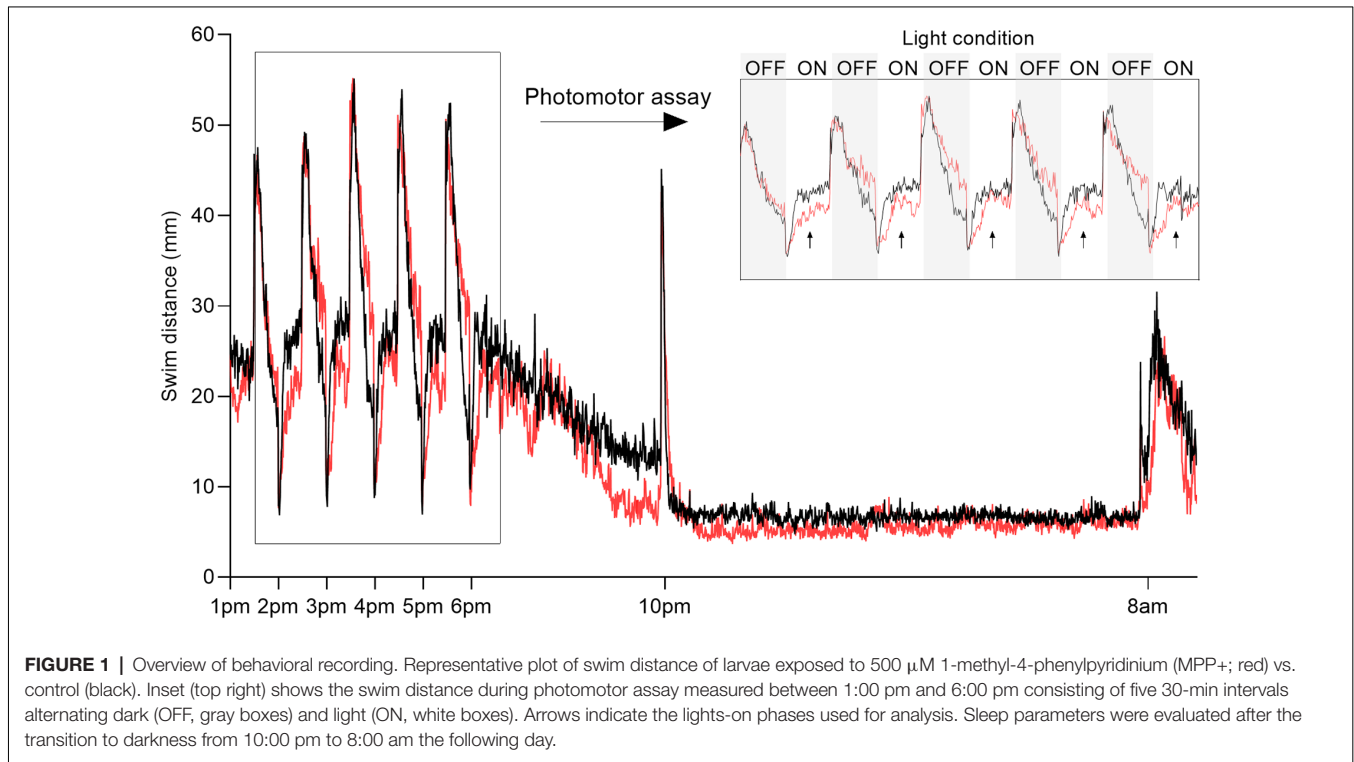 60
50
40
30
20
10
0
Swim distance (mm)
1pm 2pm 3pm 4pm 5pm 6pm 10pm 8am
Photomotor assay
Light condition
OFF ON OFF ON OFF ON OFF ON OFF ON
FIGURE 1 | Overview of behavioral recording. Representative plot of swim distance of larvae exposed to 500 μM 1-methyl-4-phenylpyridinium (MPP+; red) vs.
control (black). Inset (top right) shows the swim distance during photomotor assay measured between 1:00 pm and 6:00 pm consisting of five 30-min intervals
alternating dark (OFF, gray boxes) and light (ON, white boxes). Arrows indicate the lights-on phases used for analysis. Sleep parameters were evaluated after the
transition to darkness from 10:00 pm to 8:00 am the following day.